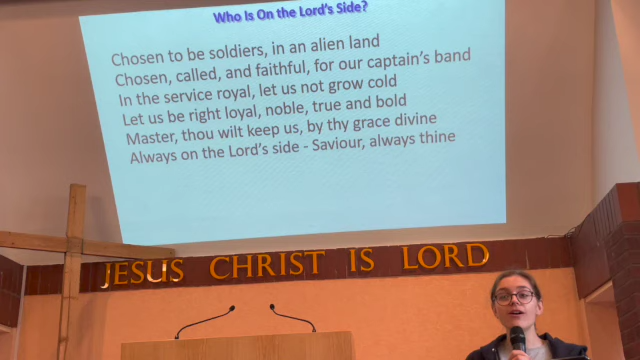 Who Is On the Lord's Side?
Chosen to be soldiers, in an alien land
Chosen, called, and faithful, for our captain's band
In the service royal, let us not grow cold
Let us be right loyal, noble, true and bold
Master, thou wilt keep us, by thy grace divine
Always on the Lord's side - Saviour, always thine
JESUS CHRIST IS LORD